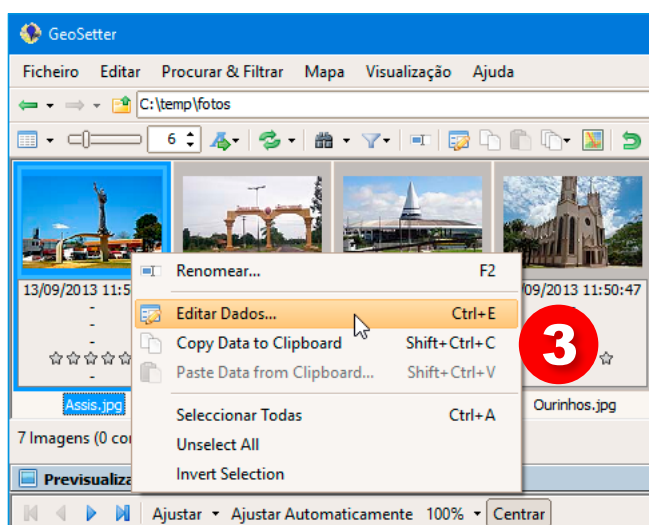 GeoSetter
Ficheiro Editar Procurar & Filtrar Mapa Visualização Ajuda
C:\temp\fotos
6
13/09/2013 11:5
/09/2013 11:50:47
-
-
-
-
Assis.jpg
Ourinhos.jpg
Renomear... F2
Editar Dados... Ctrl+E
Copy Data to Clipboard Shift+Ctrl+C
Paste Data from Clipboard... Shift+Ctrl+V
Seleccionar Todas Ctrl+A
Unselect All
Invert Selection
3
7 Imagens (0 co
Previsualiza
Ajustar Ajustar Automaticamente 100% Centrar